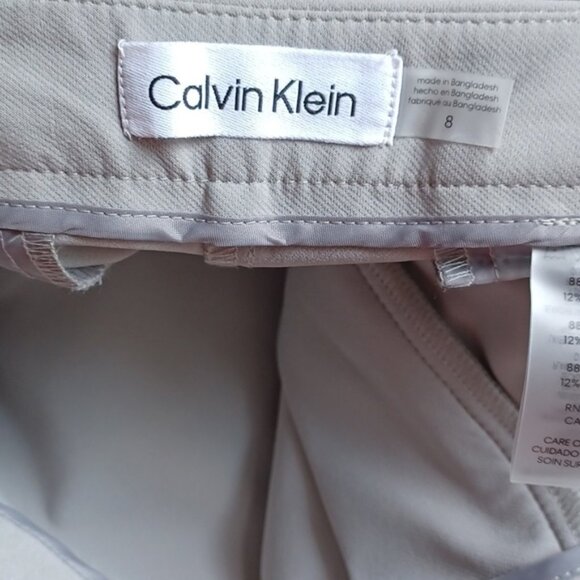 Calvin Klein
made in Bangladesh
hecho en Bangladesh
fabriqué au Bangladesh
8
88
12%
88
12%
88
12%
RN
CA
CARE C
CUIDADO
SOIN SUR